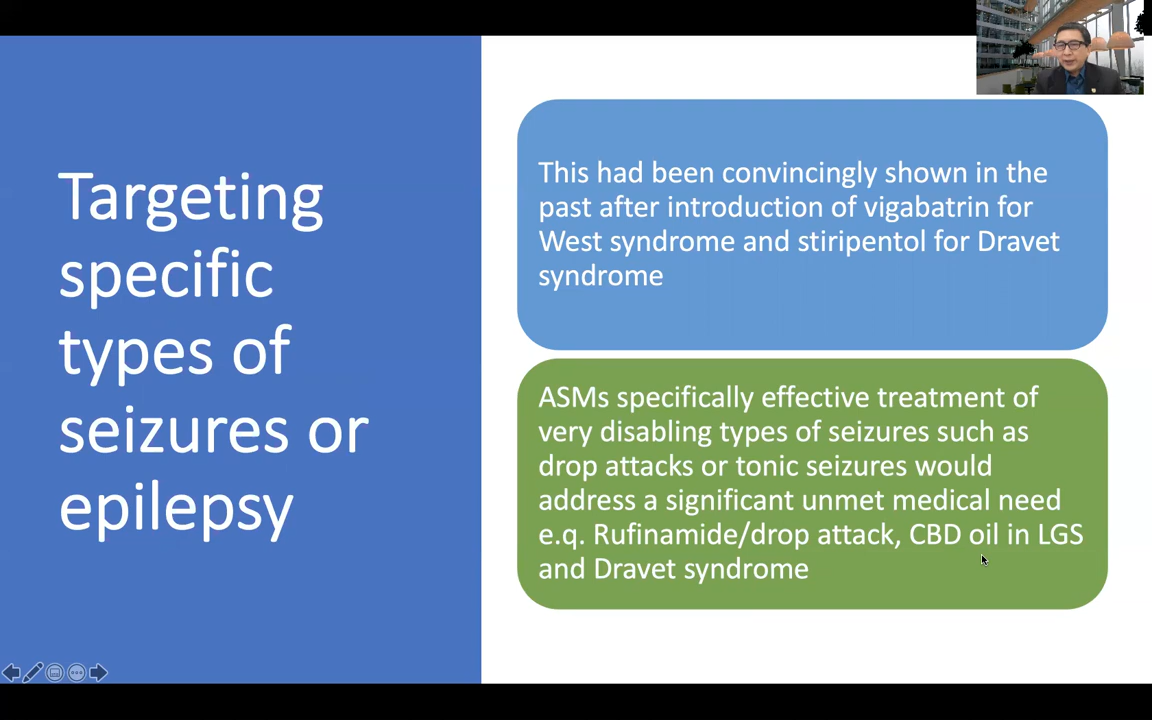 Targeting
specific
types of
seizures or
epilepsy
This had been convincingly shown in the
past after introduction of vigabatrin for
West syndrome and stiripentol for Dravet
syndrome
ASMs specifically effective treatment of
very disabling types of seizures such as
drop attacks or tonic seizures would
address a significant unmet medical need
e.q. Rufinamide/drop attack, CBD oil in LGS
and Dravet syndrome